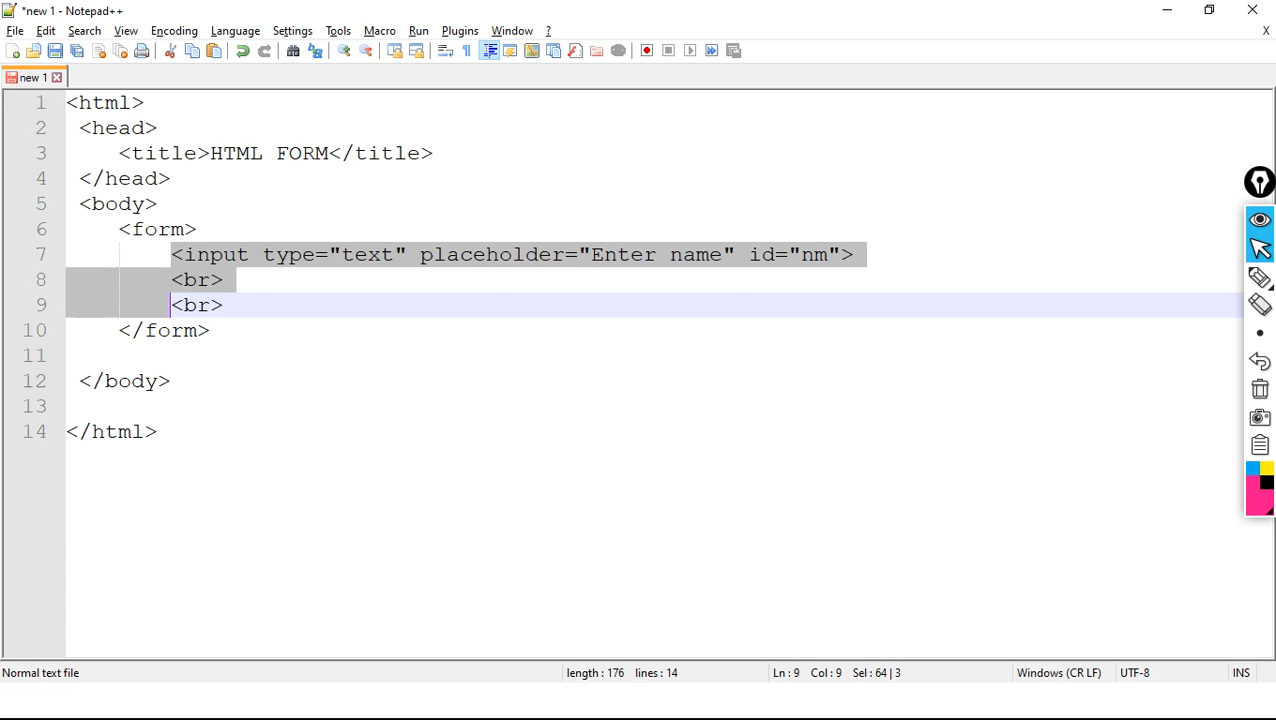 *new 1 - Notepad++
File Edit Search View Encoding Language Settings Tools Macro Run Plugins Window ? X
new 1
1 <html>
2 <head>
3 <title>HTML FORM</title>
4 </head>
5 <body>
6 <form>
7 <input type="text" placeholder="Enter name" id="nm">
8 <br>
9 <br>
10 </form>
11
12 </body>
13
14 </html>
Normal text file length : 176 lines : 14 Ln : 9 Col : 9 Sel : 64 | 3 Windows (CR LF) UTF-8 INS